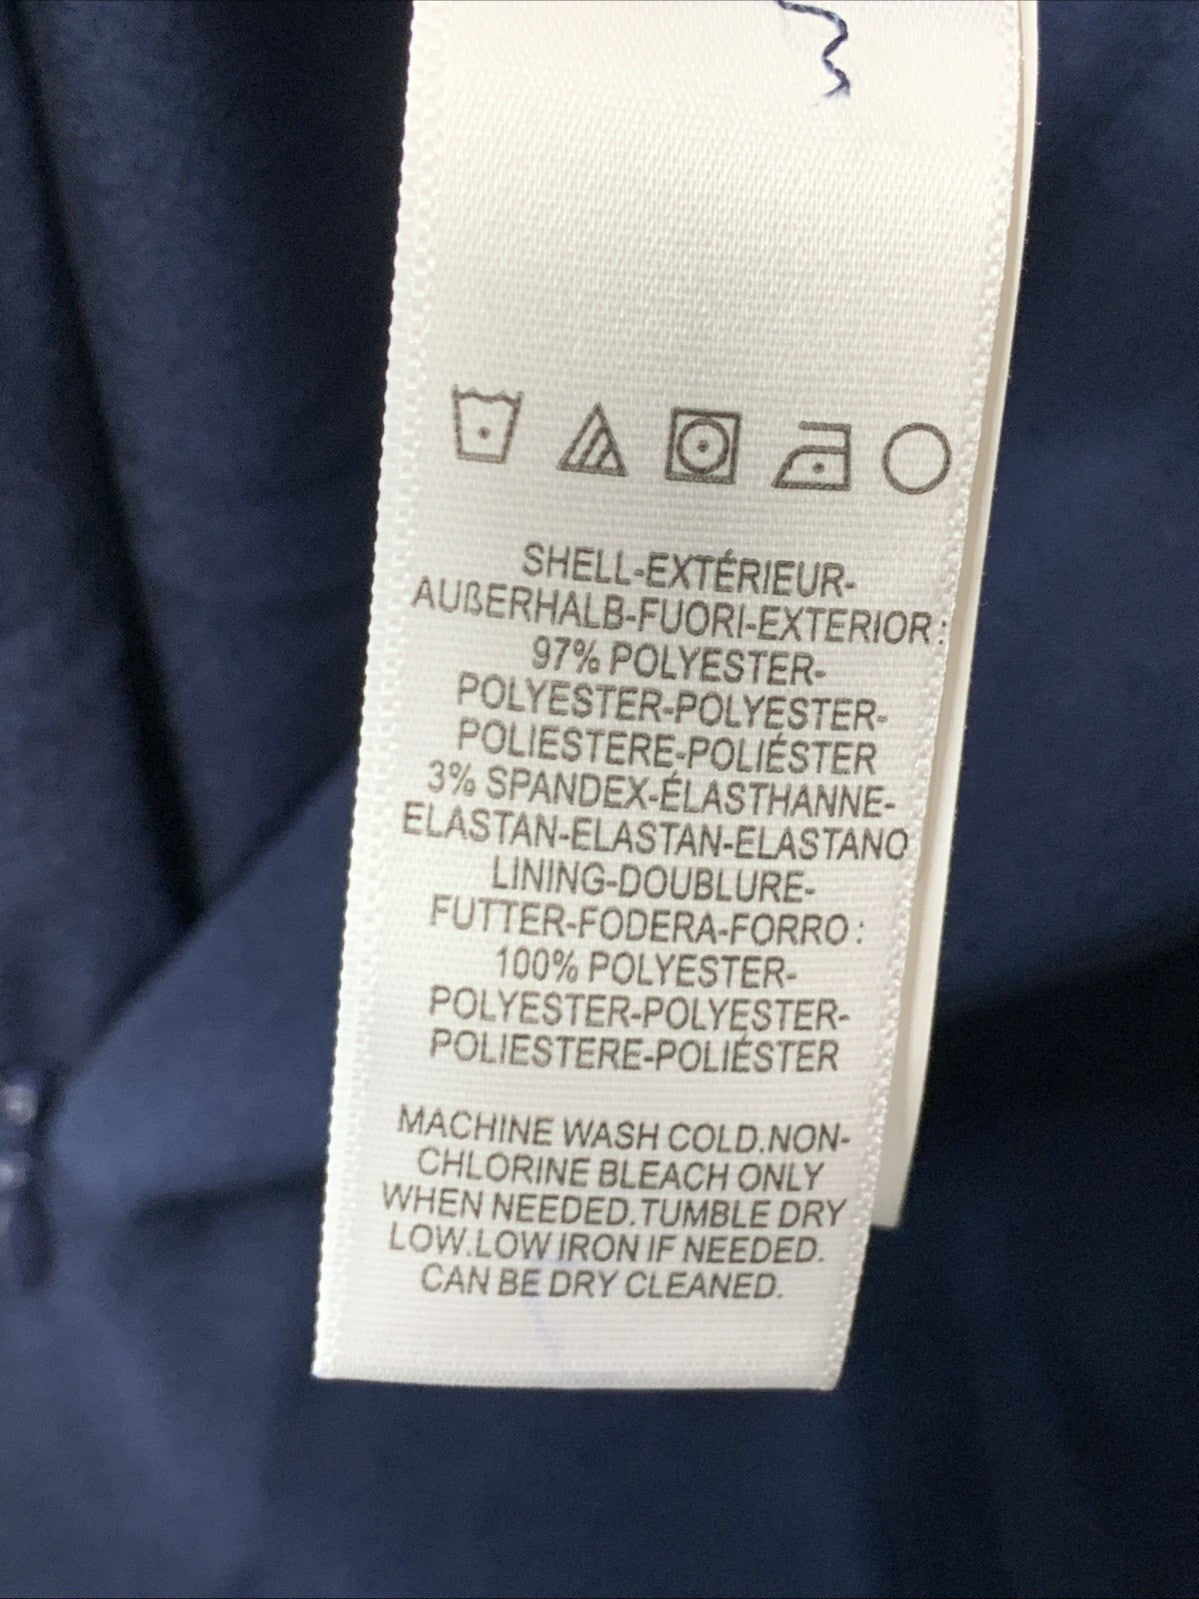 SHELL-EXTÉRIEUR-
AUßERHALB-FUORI-EXTERIOR :
97% POLYESTER-
POLYESTER-POLYESTER-
POLIESTERE-POLIÉSTER
3% SPANDEX-ÉLASTHANNE-
ELASTAN-ELASTAN-ELASTANO
LINING-DOUBLURE-
FUTTER-FODERA-FORRO :
100% POLYESTER-
POLYESTER-POLYESTER-
POLIESTERE-POLIÉSTER
MACHINE WASH COLD.NON-
CHLORINE BLEACH ONLY
WHEN NEEDED.TUMBLE DRY
LOW.LOW IRON IF NEEDED.
CAN BE DRY CLEANED.